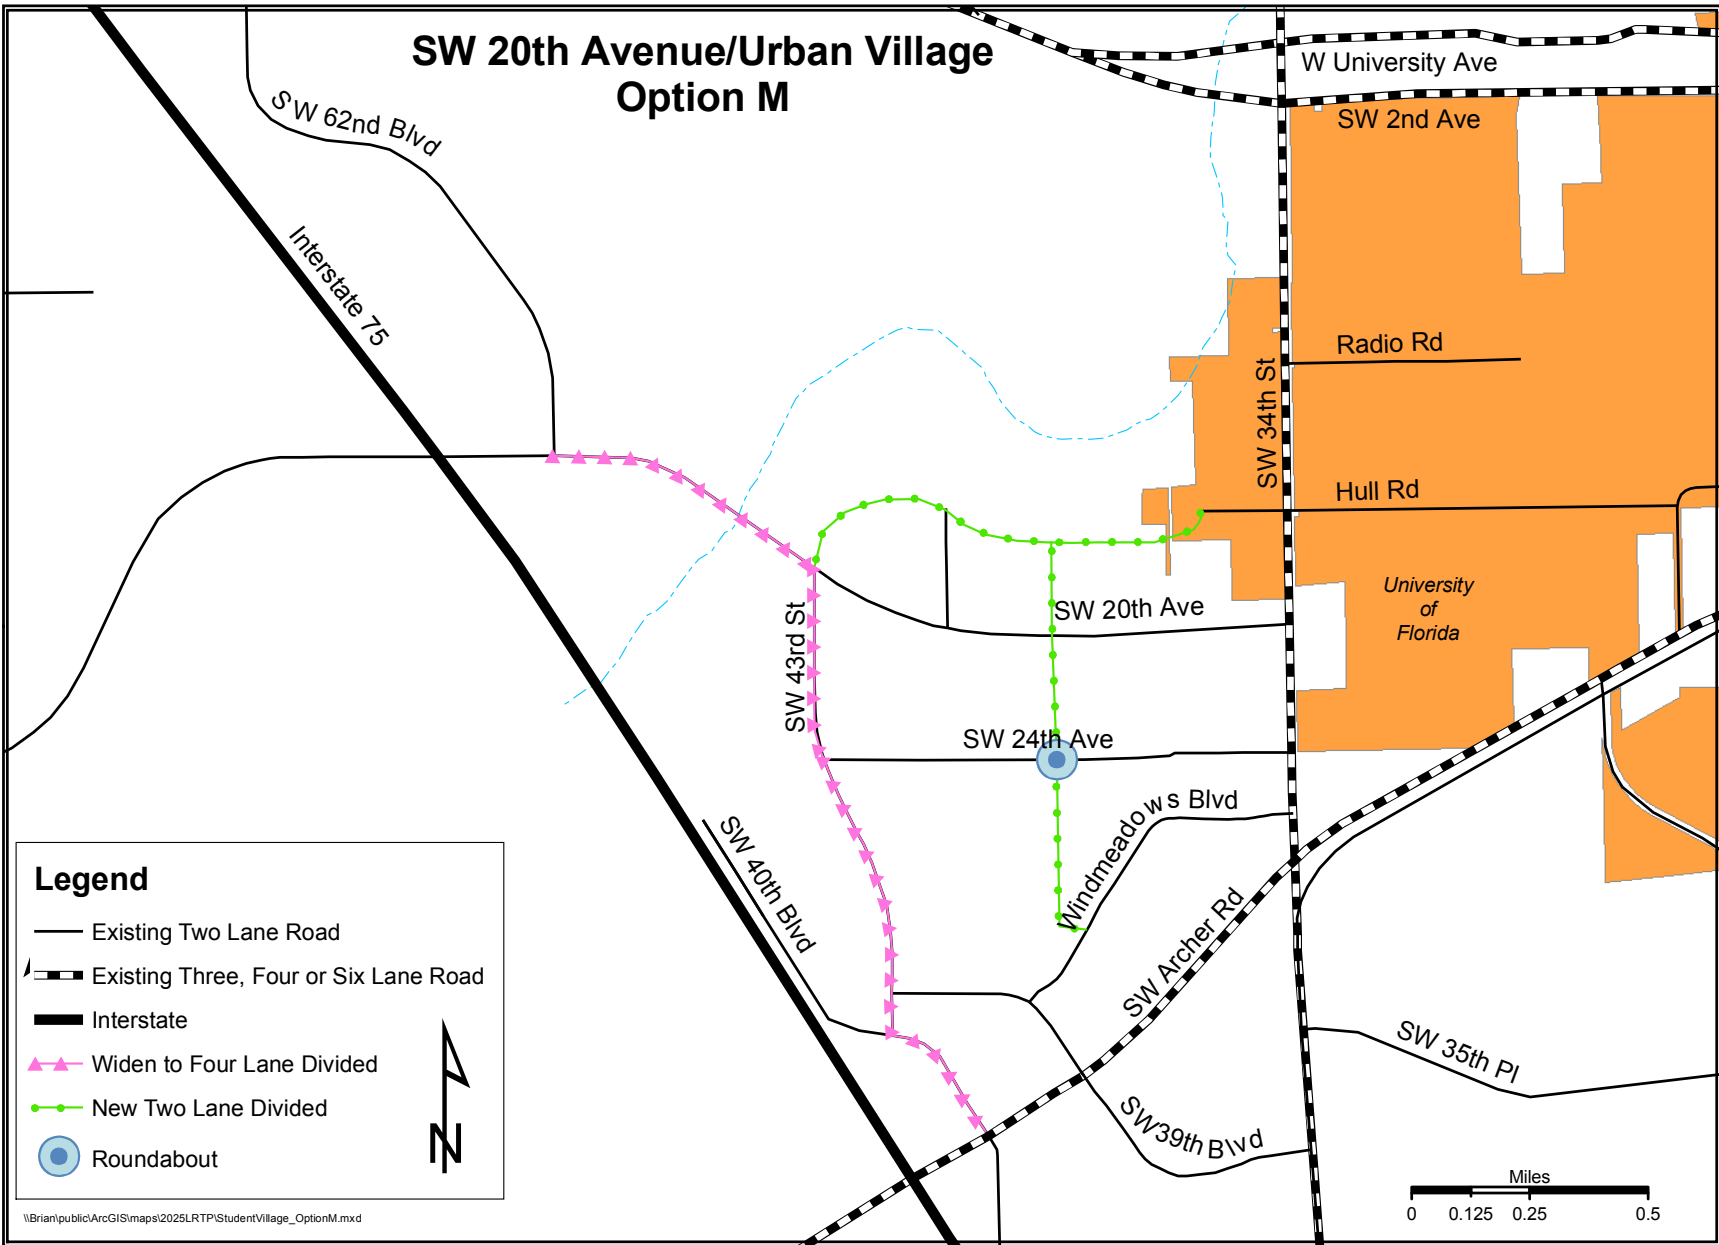 SW 20th Avenue/Urban Village
Option M
W University Ave
SW 2nd Ave
SW 62nd Blvd
Interstate 75
Radio Rd
SW 34th St
Hull Rd
University
of
Florida
SW 20th Ave
SW 43rd St
SW 24th Ave
Windmeadows Blvd
SW 40th Blvd
SW Archer Rd
SW 35th Pl
SW39th Blvd
Legend
Existing Two Lane Road
Existing Three, Four or Six Lane Road
Interstate
Widen to Four Lane Divided
New Two Lane Divided
Roundabout
N
Miles
0 0.125 0.25 0.5
\\Brian\public\ArcGIS\maps\2025LRTP\StudentVillage_OptionM.mxd